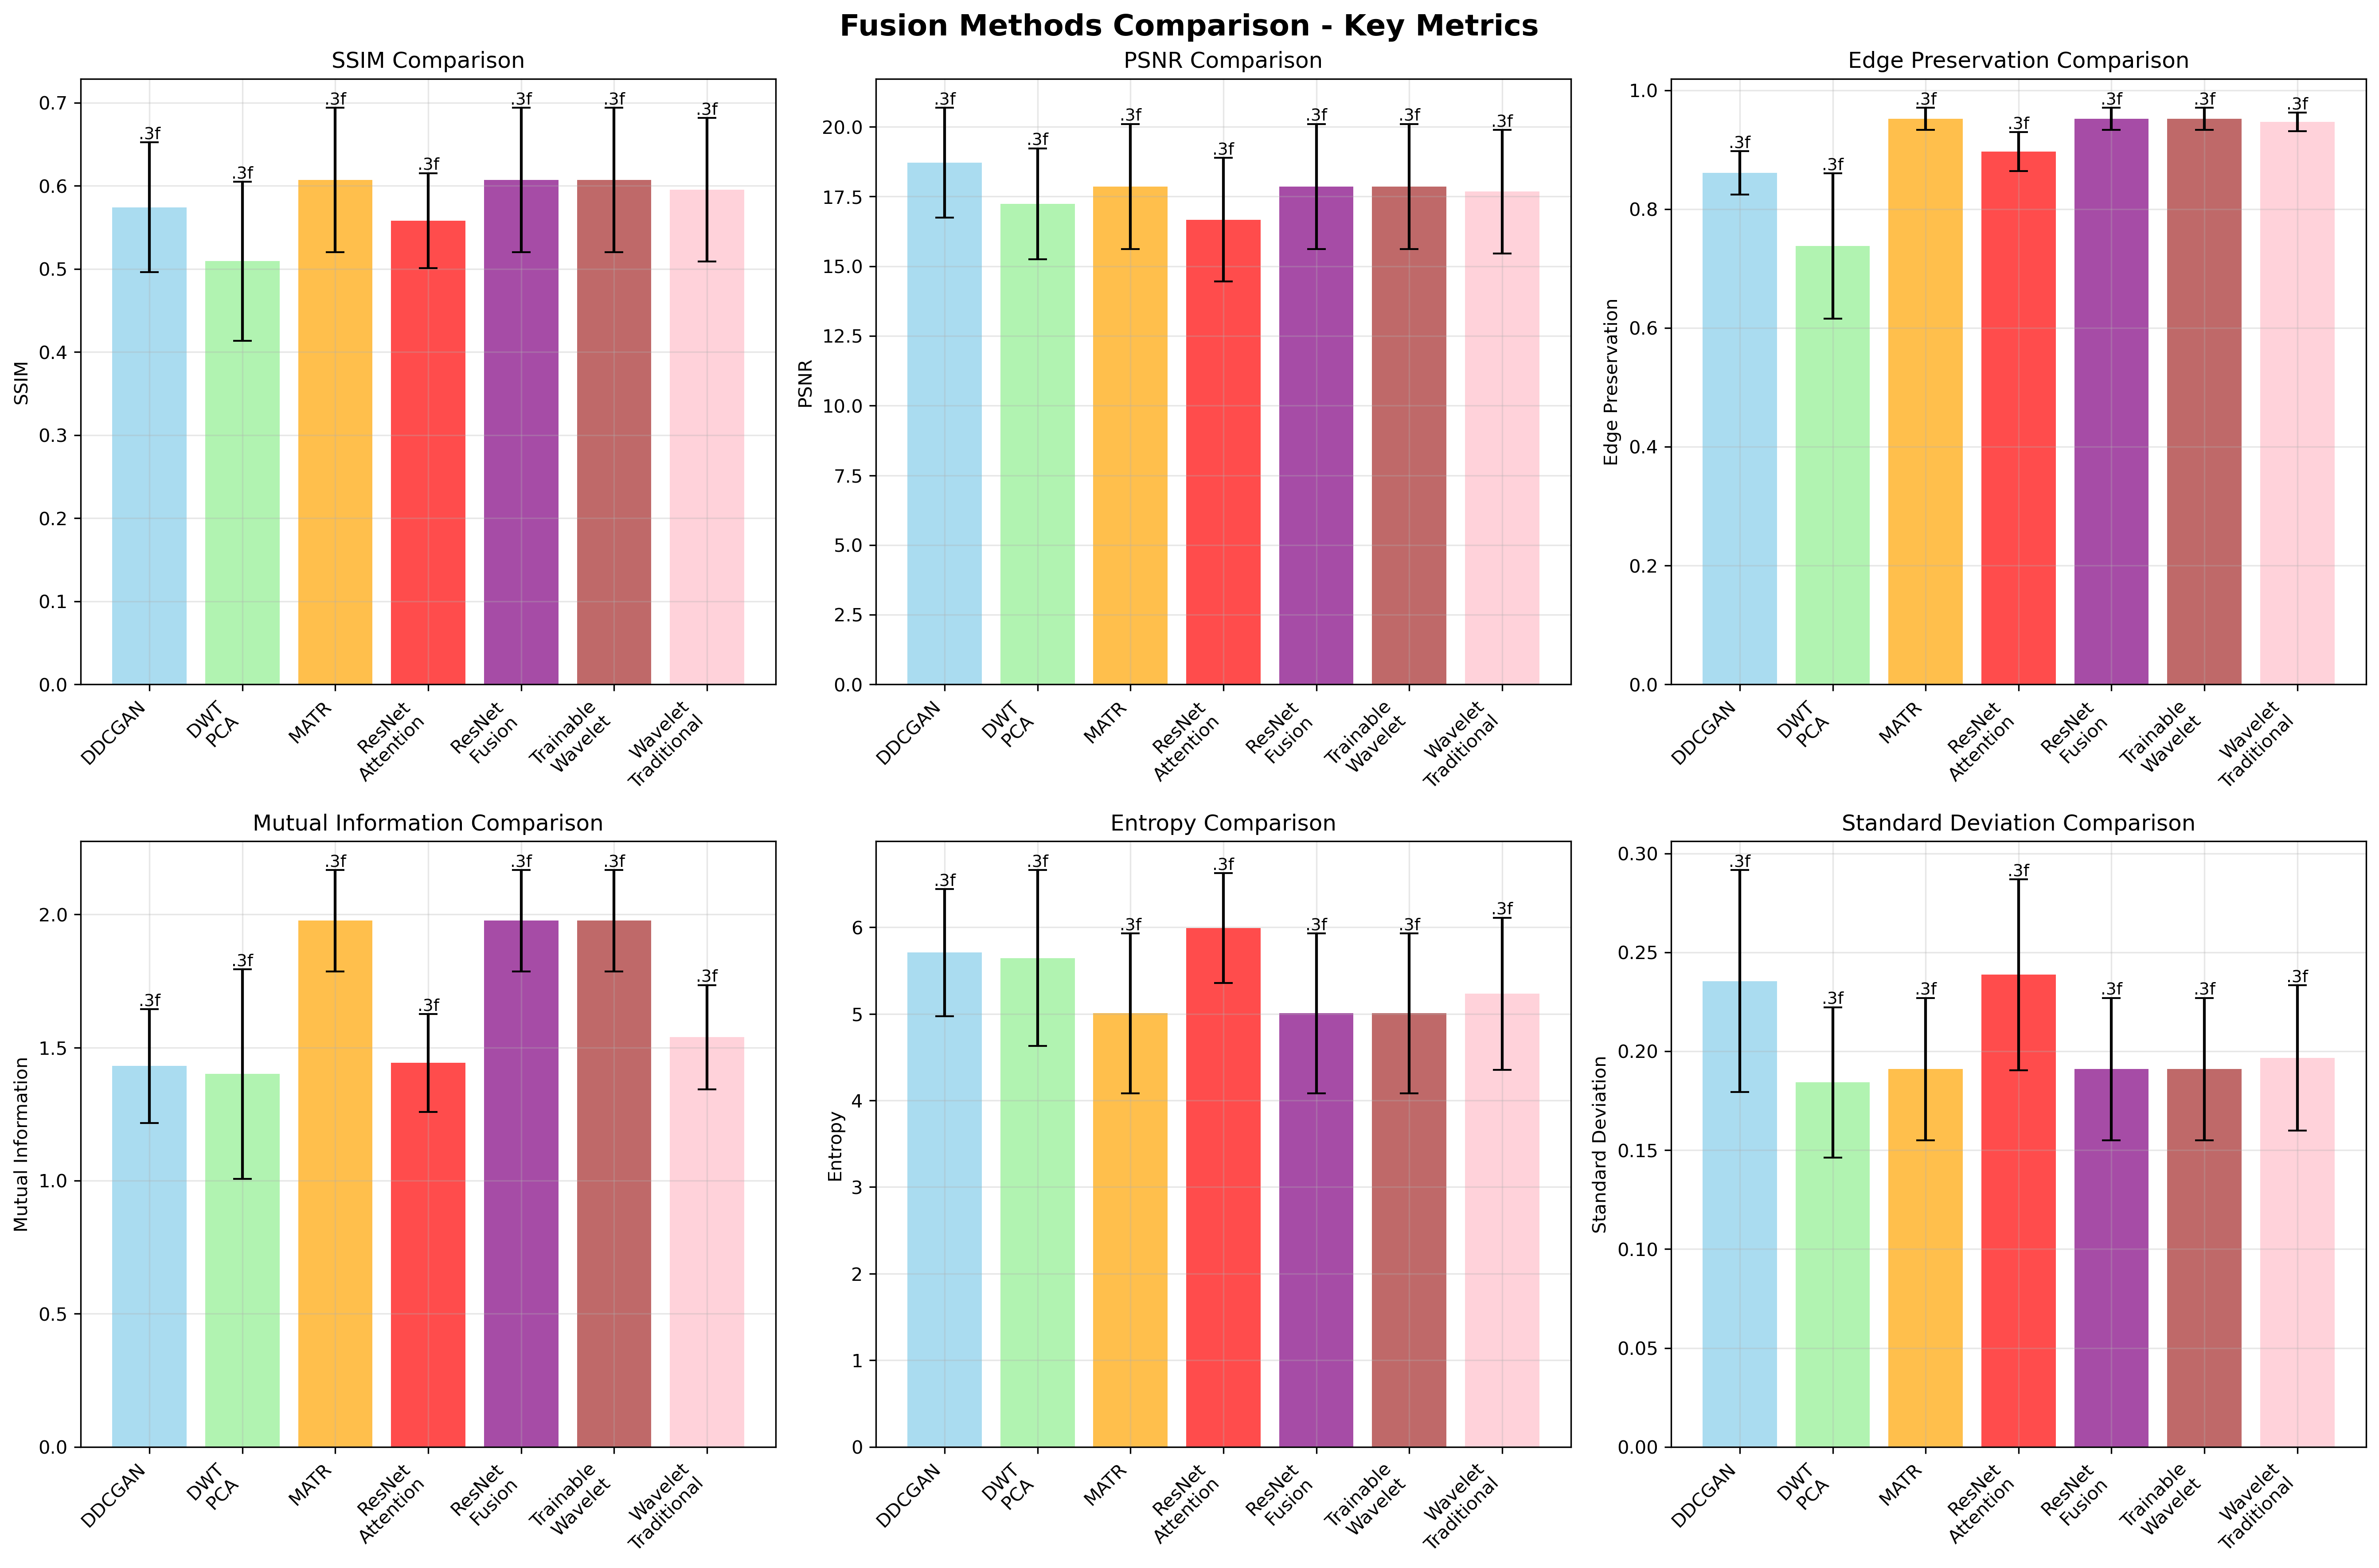 Fusion Methods Comparison - Key Metrics
SSIM Comparison
SSIM
0.7
0.6
0.5
0.4
0.3
0.2
0.1
0.0
.3f
.3f
.3f
.3f
.3f
.3f
.3f
DDCGAN
DWT
PCA
MATR
ResNet
Attention
ResNet
Fusion
Trainable
Wavelet
Wavelet
Traditional
PSNR Comparison
PSNR
20.0
17.5
15.0
12.5
10.0
7.5
5.0
2.5
0.0
.3f
.3f
.3f
.3f
.3f
.3f
.3f
DDCGAN
DWT
PCA
MATR
ResNet
Attention
ResNet
Fusion
Trainable
Wavelet
Wavelet
Traditional
Edge Preservation Comparison
Edge Preservation
1.0
0.8
0.6
0.4
0.2
0.0
.3f
.3f
.3f
.3f
.3f
.3f
.3f
DDCGAN
DWT
PCA
MATR
ResNet
Attention
ResNet
Fusion
Trainable
Wavelet
Wavelet
Traditional
Mutual Information Comparison
Mutual Information
2.0
1.5
1.0
0.5
0.0
.3f
.3f
.3f
.3f
.3f
.3f
.3f
DDCGAN
DWT
PCA
MATR
ResNet
Attention
ResNet
Fusion
Trainable
Wavelet
Wavelet
Traditional
Entropy Comparison
Entropy
6
5
4
3
2
1
0
.3f
.3f
.3f
.3f
.3f
.3f
.3f
DDCGAN
DWT
PCA
MATR
ResNet
Attention
ResNet
Fusion
Trainable
Wavelet
Wavelet
Traditional
Standard Deviation Comparison
Standard Deviation
0.30
0.25
0.20
0.15
0.10
0.05
0.00
.3f
.3f
.3f
.3f
.3f
.3f
.3f
DDCGAN
DWT
PCA
MATR
ResNet
Attention
ResNet
Fusion
Trainable
Wavelet
Wavelet
Traditional